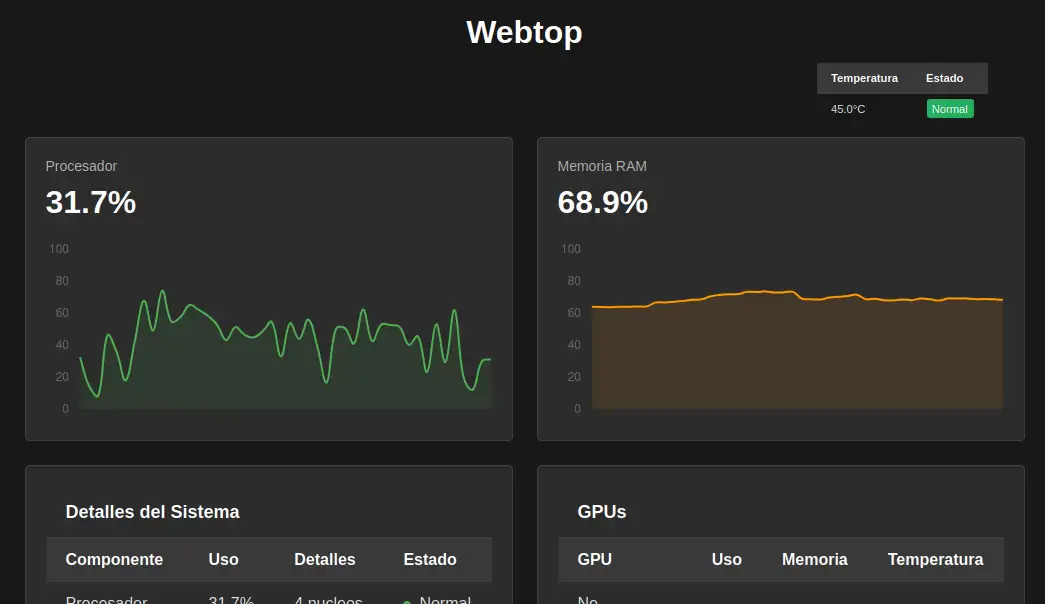 Webtop
Temperatura Estado
45.0°C Normal
Procesador
31.7%
100
80
60
40
20
0
Memoria RAM
68.9%
100
80
60
40
20
0
Detalles del Sistema
Componente Uso Detalles Estado
Procesador 31.7% 4 nucleos Normal
GPUs
GPU Uso Memoria Temperatura
No